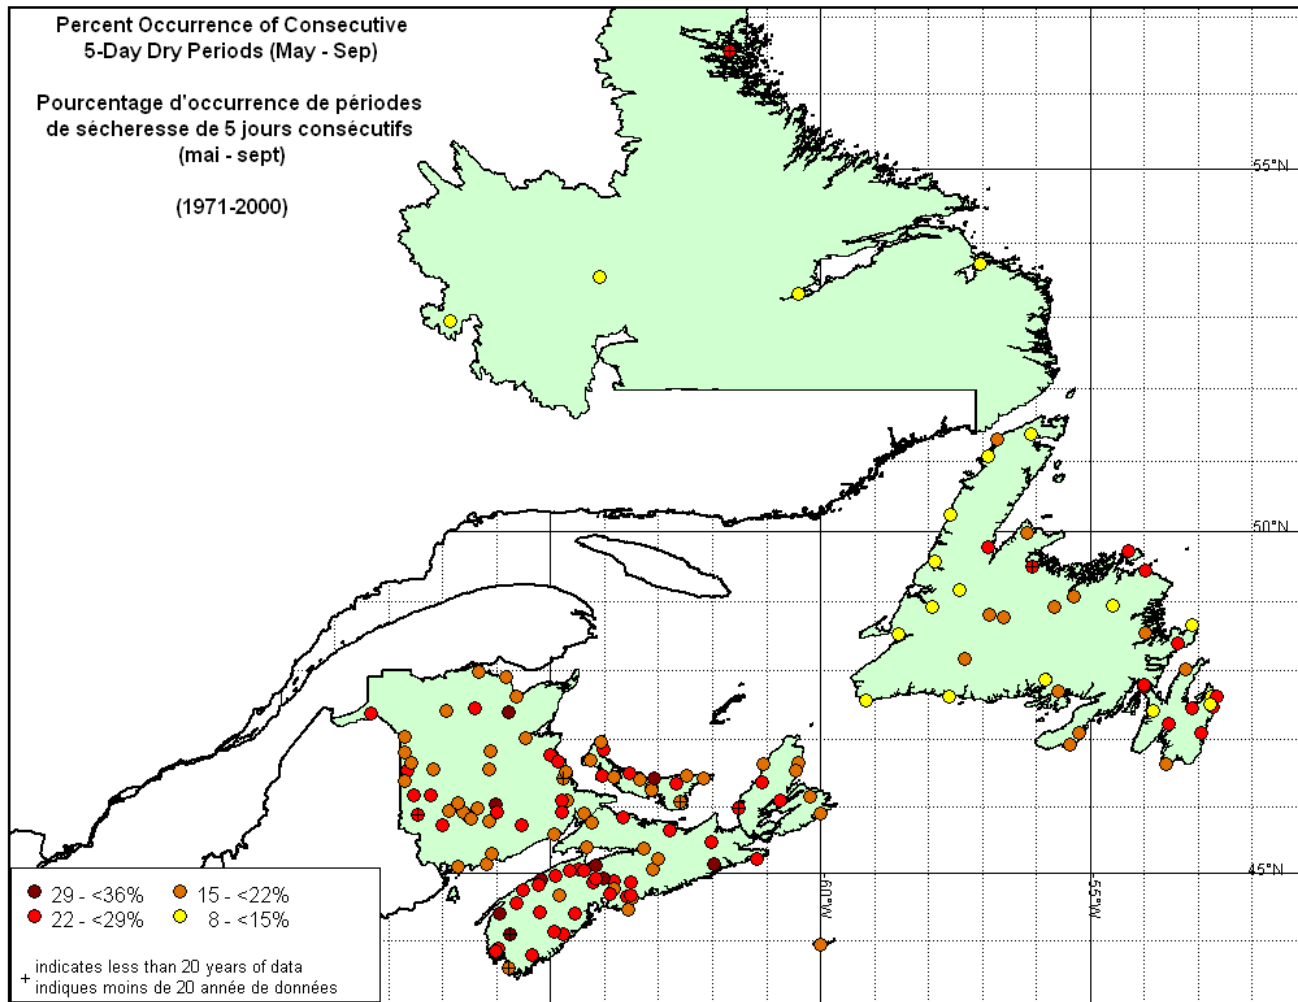 Percent Occurrence of Consecutive
5-Day Dry Periods (May - Sep)
Pourcentage d'occurrence de périodes
de sécheresse de 5 jours consécutifs
(mai - sept)
(1971-2000)
55°N
50°N
45°N
60°W
55°W
29 - <36%
15 - <22%
22 - <29%
8 - <15%
+ indicates less than 20 years of data
indiques moins de 20 année de données